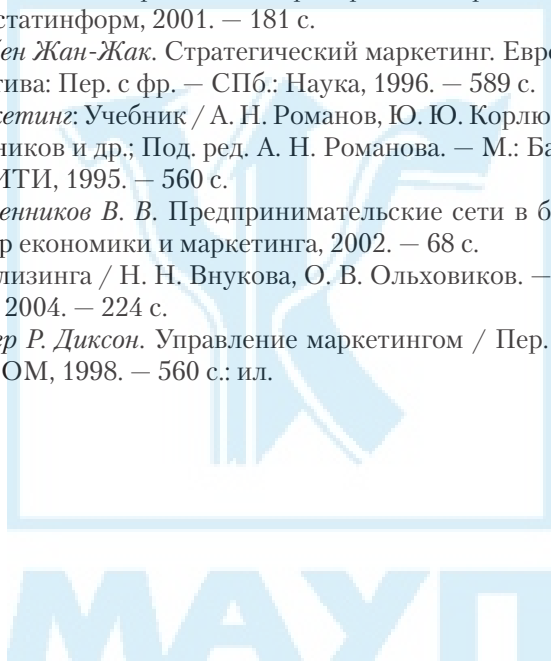 статинформ, 2001. — 181 с.
ен Жан-Жак. Стратегический маркетинг. Евро
тива: Пер. с фр. — СПб.: Наука, 1996. — 589 с.
кетинг: Учебник / А. Н. Романов, Ю. Ю. Корлю
ников и др.; Под. ред. А. Н. Романова. — М.: Ба
ИТИ, 1995. — 560 с.
енников В. В. Предпринимательские сети в б
р економики и маркетинга, 2002. — 68 с.
лизинга / Н. Н. Внукова, О. В. Ольховиков. —
2004. — 224 с.
ер Р. Диксон. Управление маркетингом / Пер.
ОМ, 1998. — 560 с.: ил.
МАУП